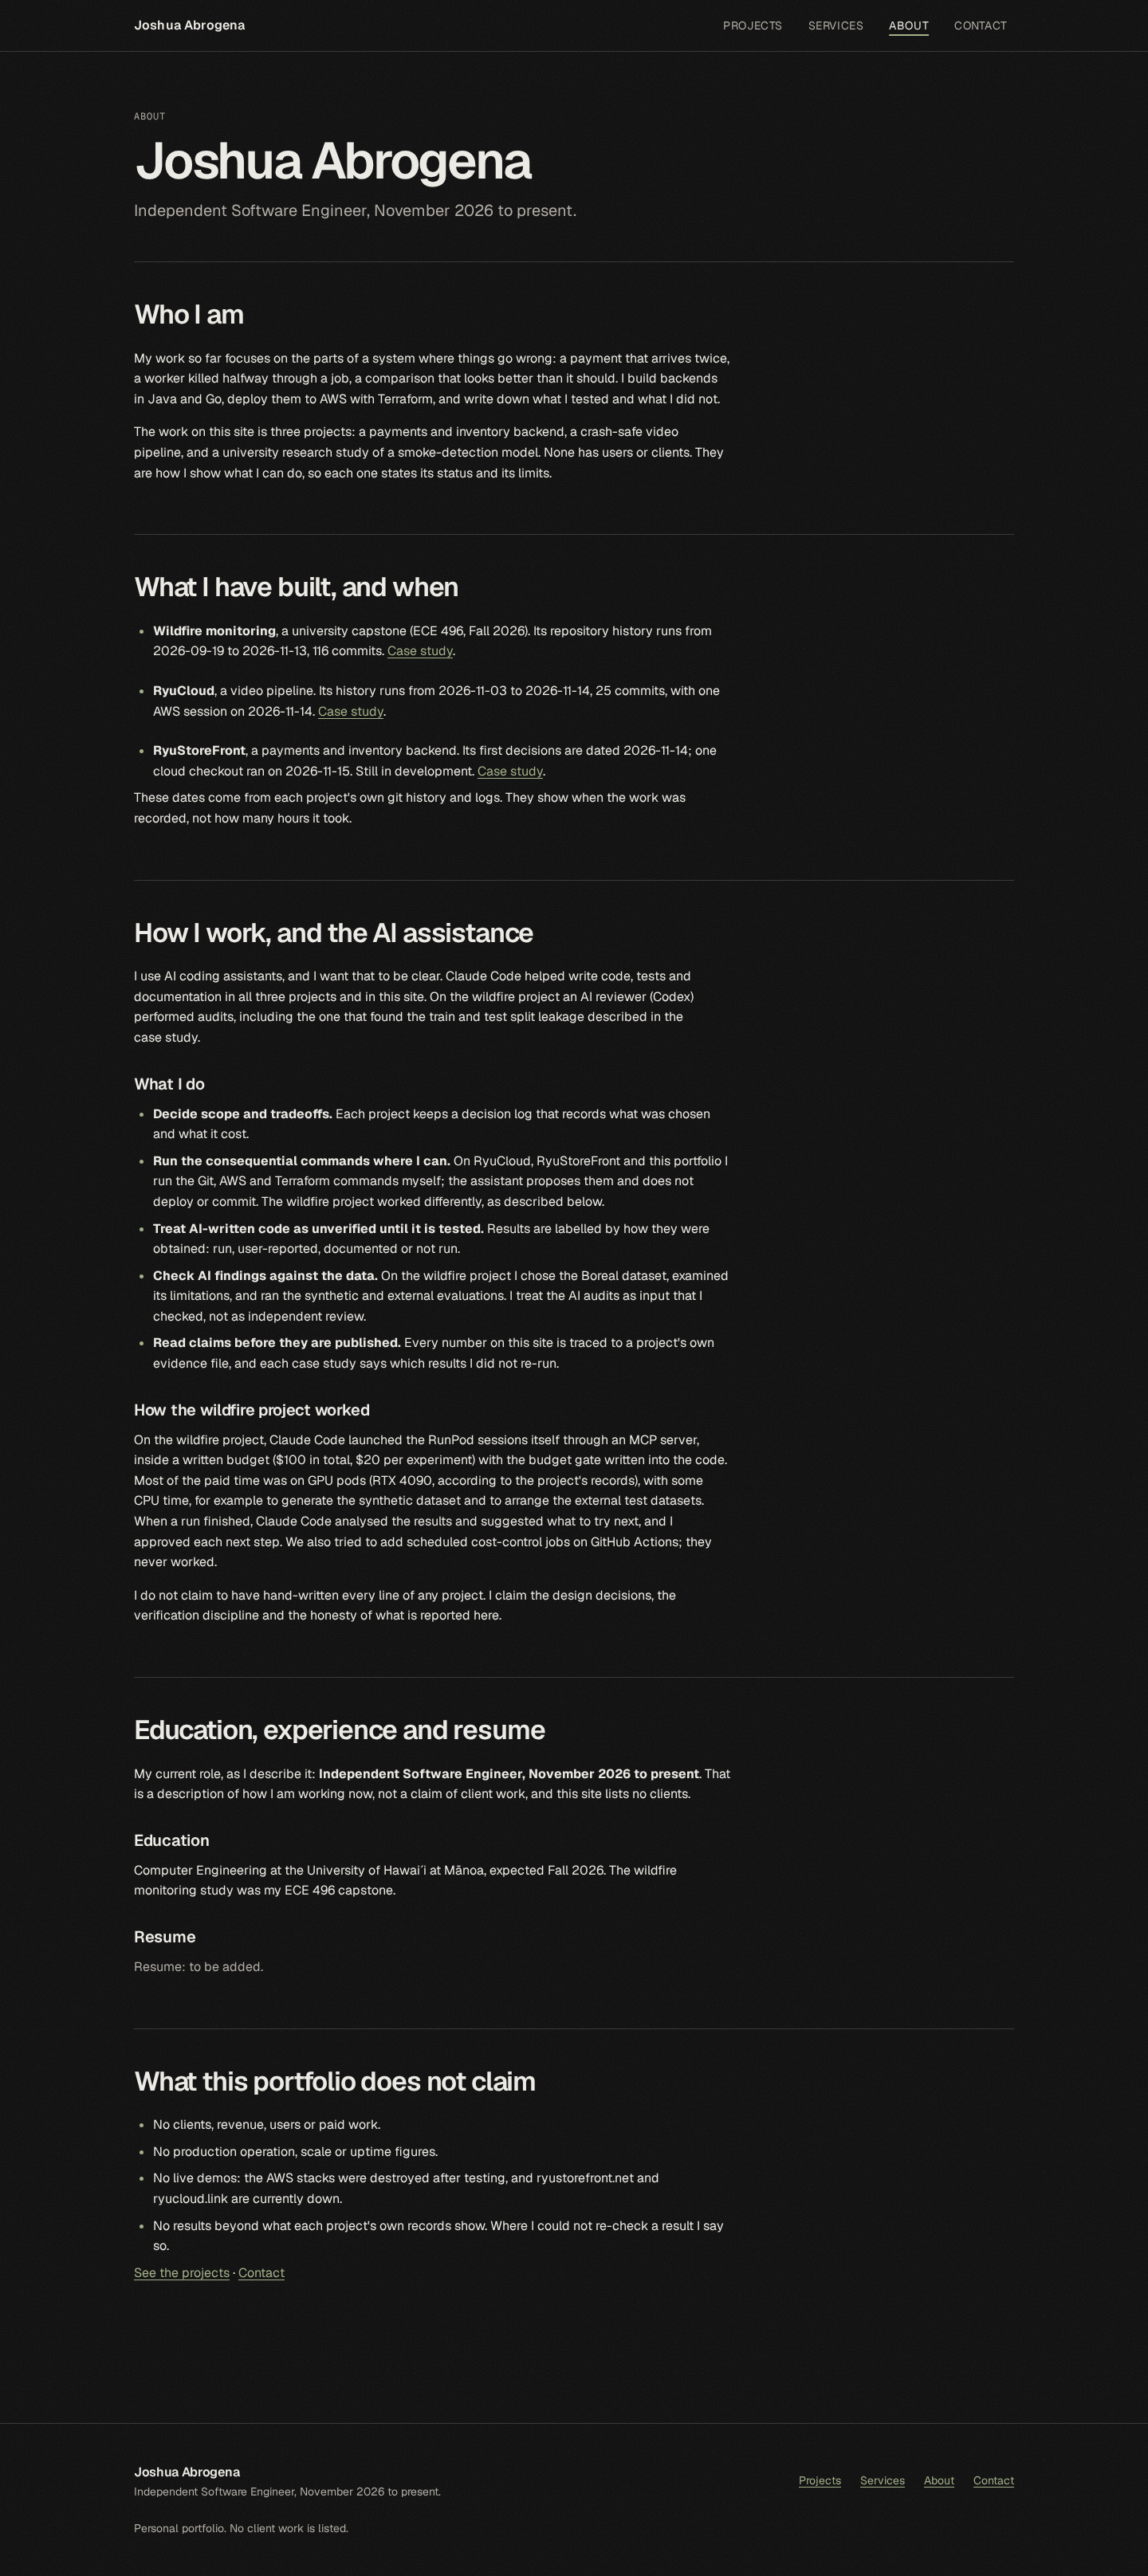 Joshua Abrogena
PROJECTS SERVICES ABOUT CONTACT
ABOUT
Joshua Abrogena
Independent Software Engineer, November 2026 to present.
Who I am
My work so far focuses on the parts of a system where things go wrong: a payment that arrives twice,
a worker killed halfway through a job, a comparison that looks better than it should. I build backends
in Java and Go, deploy them to AWS with Terraform, and write down what I tested and what I did not.
The work on this site is three projects: a payments and inventory backend, a crash-safe video
pipeline, and a university research study of a smoke-detection model. None has users or clients. They
are how I show what I can do, so each one states its status and its limits.
What I have built, and when
• Wildfire monitoring, a university capstone (ECE 496, Fall 2026). Its repository history runs from
2026-09-19 to 2026-11-13, 116 commits. Case study.
• RyuCloud, a video pipeline. Its history runs from 2026-11-03 to 2026-11-14, 25 commits, with one
AWS session on 2026-11-14. Case study.
• RyuStoreFront, a payments and inventory backend. Its first decisions are dated 2026-11-14; one
cloud checkout ran on 2026-11-15. Still in development. Case study.
These dates come from each project's own git history and logs. They show when the work was
recorded, not how many hours it took.
How I work, and the AI assistance
I use AI coding assistants, and I want that to be clear. Claude Code helped write code, tests and
documentation in all three projects and in this site. On the wildfire project an AI reviewer (Codex)
performed audits, including the one that found the train and test split leakage described in the
case study.
What I do
• Decide scope and tradeoffs. Each project keeps a decision log that records what was chosen
and what it cost.
• Run the consequential commands where I can. On RyuCloud, RyuStoreFront and this portfolio I
run the Git, AWS and Terraform commands myself; the assistant proposes them and does not
deploy or commit. The wildfire project worked differently, as described below.
• Treat AI-written code as unverified until it is tested. Results are labelled by how they were
obtained: run, user-reported, documented or not run.
• Check AI findings against the data. On the wildfire project I chose the Boreal dataset, examined
its limitations, and ran the synthetic and external evaluations. I treat the AI audits as input that I
checked, not as independent review.
• Read claims before they are published. Every number on this site is traced to a project's own
evidence file, and each case study says which results I did not re-run.
How the wildfire project worked
On the wildfire project, Claude Code launched the RunPod sessions itself through an MCP server,
inside a written budget ($100 in total, $20 per experiment) with the budget gate written into the code.
Most of the paid time was on GPU pods (RTX 4090, according to the project's records), with some
CPU time, for example to generate the synthetic dataset and to arrange the external test datasets.
When a run finished, Claude Code analysed the results and suggested what to try next, and I
approved each next step. We also tried to add scheduled cost-control jobs on GitHub Actions; they
never worked.
I do not claim to have hand-written every line of any project. I claim the design decisions, the
verification discipline and the honesty of what is reported here.
Education, experience and resume
My current role, as I describe it: Independent Software Engineer, November 2026 to present. That
is a description of how I am working now, not a claim of client work, and this site lists no clients.
Education
Computer Engineering at the University of Hawaiʻi at Mānoa, expected Fall 2026. The wildfire
monitoring study was my ECE 496 capstone.
Resume
Resume: to be added.
What this portfolio does not claim
• No clients, revenue, users or paid work.
• No production operation, scale or uptime figures.
• No live demos: the AWS stacks were destroyed after testing, and ryustorefront.net and
ryucloud.link are currently down.
• No results beyond what each project's own records show. Where I could not re-check a result I say
so.
See the projects · Contact
Joshua Abrogena
Independent Software Engineer, November 2026 to present.
Projects Services About Contact
Personal portfolio. No client work is listed.